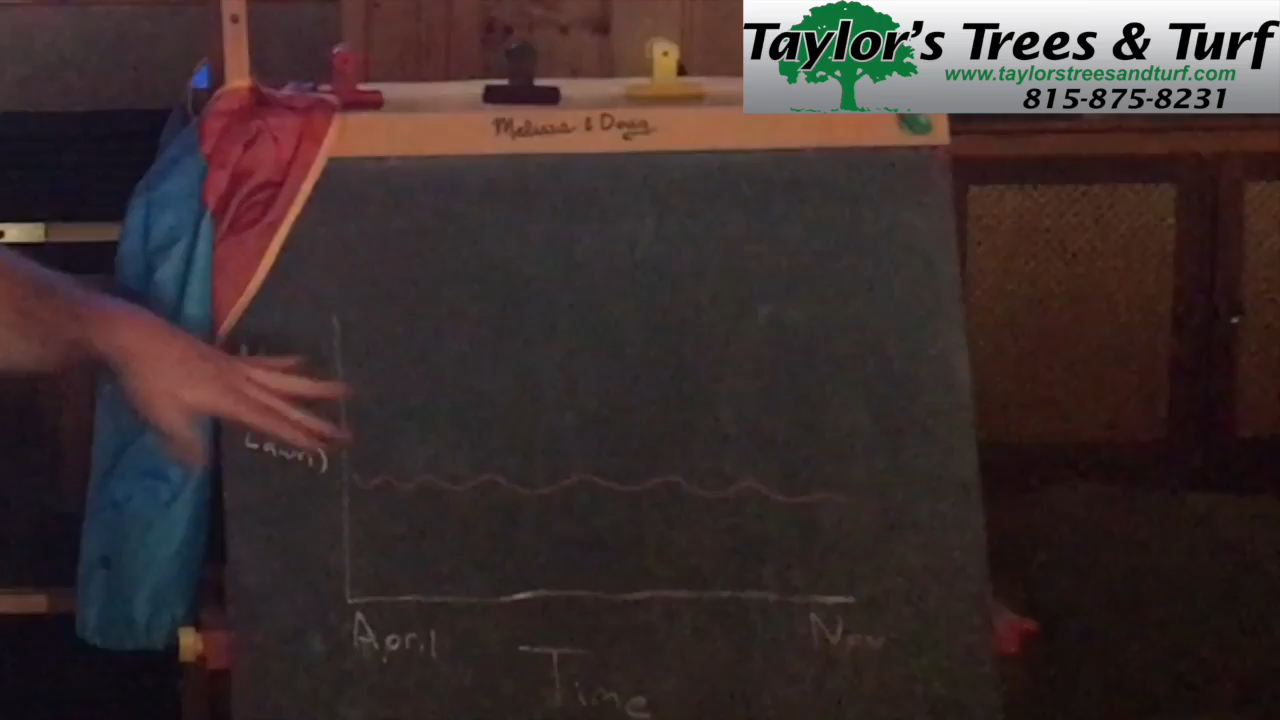 Taylor's Trees & Turf
www.taylorstreesandturf.com
815-875-8231
Melissa & Doug
Lawn)
April
Nov
Time